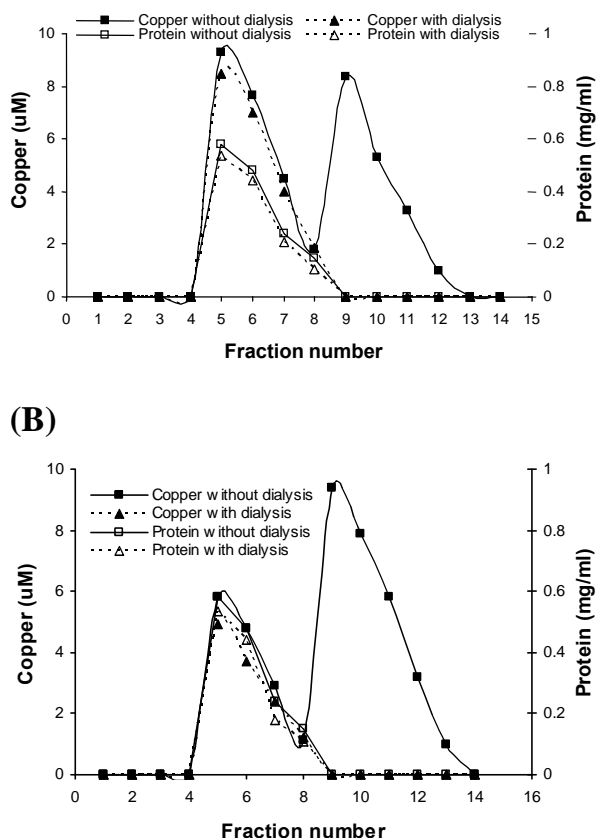 Copper without dialysis Copper with dialysis
Protein without dialysis Protein with dialysis
10 1
8 0.8
6 0.6
4 0.4
2 0.2
0 0
Copper (uM)
Protein (mg/ml)
0 1 2 3 4 5 6 7 8 9 10 11 12 13 14 15
Fraction number
(B)
10 1
Copper without dialysis
Copper with dialysis
Protein without dialysis
Protein with dialysis
8 0.8
6 0.6
4 0.4
2 0.2
0 0
Copper (uM)
Protein (mg/ml)
0 2 4 6 8 10 12 14 16
Fraction number